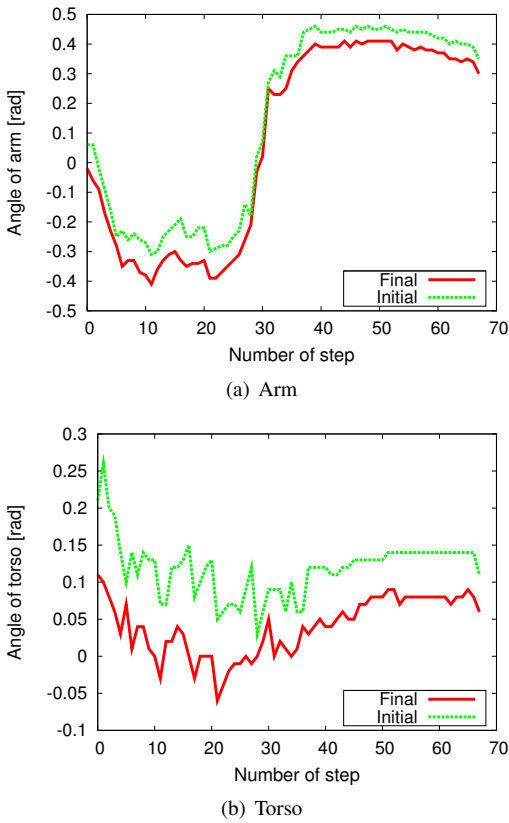 0.5
0.4
0.3
0.2
0.1
0
-0.1
-0.2
-0.3
-0.4
-0.5
Angle of arm [rad]
Final
Initial
0 10 20 30 40 50 60 70
Number of step
(a) Arm
0.3
0.25
0.2
0.15
0.1
0.05
0
-0.05
-0.1
Angle of torso [rad]
Final
Initial
0 10 20 30 40 50 60 70
Number of step
(b) Torso